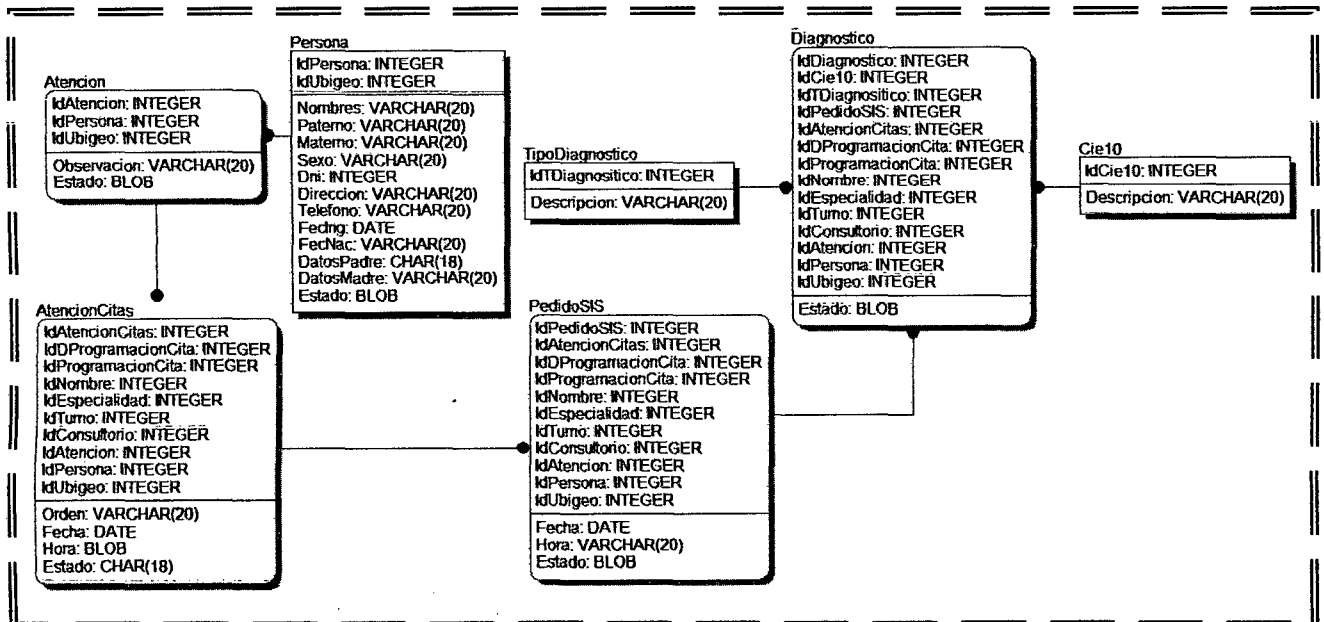 Atencion
IdAtencion: INTEGER
IdPersona: INTEGER
IdUbigeo: INTEGER
Observacion: VARCHAR(20)
Estado: BLOB
Persona
IdPersona: INTEGER
IdUbigeo: INTEGER
Nombres: VARCHAR(20)
Paterno: VARCHAR(20)
Materno: VARCHAR(20)
Sexo: VARCHAR(20)
Dni: INTEGER
Direccion: VARCHAR(20)
Telefono: VARCHAR(20)
FecIng: DATE
FecNac: VARCHAR(20)
DatosPadre: CHAR(18)
DatosMadre: VARCHAR(20)
Estado: BLOB
TipoDiagnostico
IdTDiagnositico: INTEGER
Descripcion: VARCHAR(20)
Diagnostico
IdDiagnostico: INTEGER
IdCie10: INTEGER
IdTDiagnositico: INTEGER
IdPedidoSIS: INTEGER
IdAtencionCitas: INTEGER
IdDProgramacionCita: INTEGER
IdProgramacionCita: INTEGER
IdNombre: INTEGER
IdEspecialidad: INTEGER
IdTurno: INTEGER
IdConsultorio: INTEGER
IdAtencion: INTEGER
IdPersona: INTEGER
IdUbigeo: INTEGER
Estado: BLOB
Cie10
IdCie10: INTEGER
Descripcion: VARCHAR(20)
AtencionCitas
IdAtencionCitas: INTEGER
IdDProgramacionCita: INTEGER
IdProgramacionCita: INTEGER
IdNombre: INTEGER
IdEspecialidad: INTEGER
IdTurno: INTEGER
IdConsultorio: INTEGER
IdAtencion: INTEGER
IdPersona: INTEGER
IdUbigeo: INTEGER
Orden: VARCHAR(20)
Fecha: DATE
Hora: BLOB
Estado: CHAR(18)
PedidoSIS
IdPedidoSIS: INTEGER
IdAtencionCitas: INTEGER
IdDProgramacionCita: INTEGER
IdProgramacionCita: INTEGER
IdNombre: INTEGER
IdEspecialidad: INTEGER
IdTurno: INTEGER
IdConsultorio: INTEGER
IdAtencion: INTEGER
IdPersona: INTEGER
IdUbigeo: INTEGER
Fecha: DATE
Hora: VARCHAR(20)
Estado: BLOB